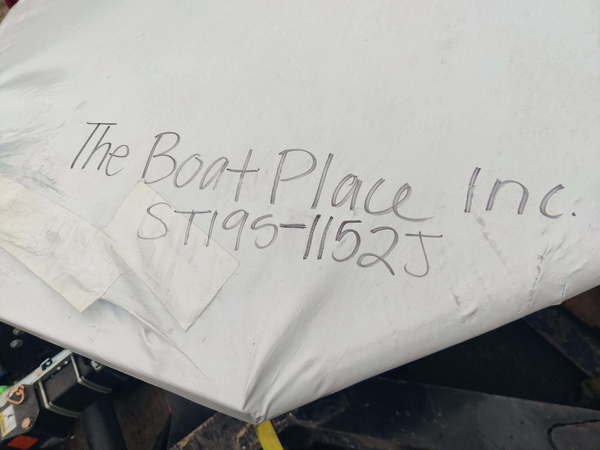 The Boat Place Inc.
ST195-1152J